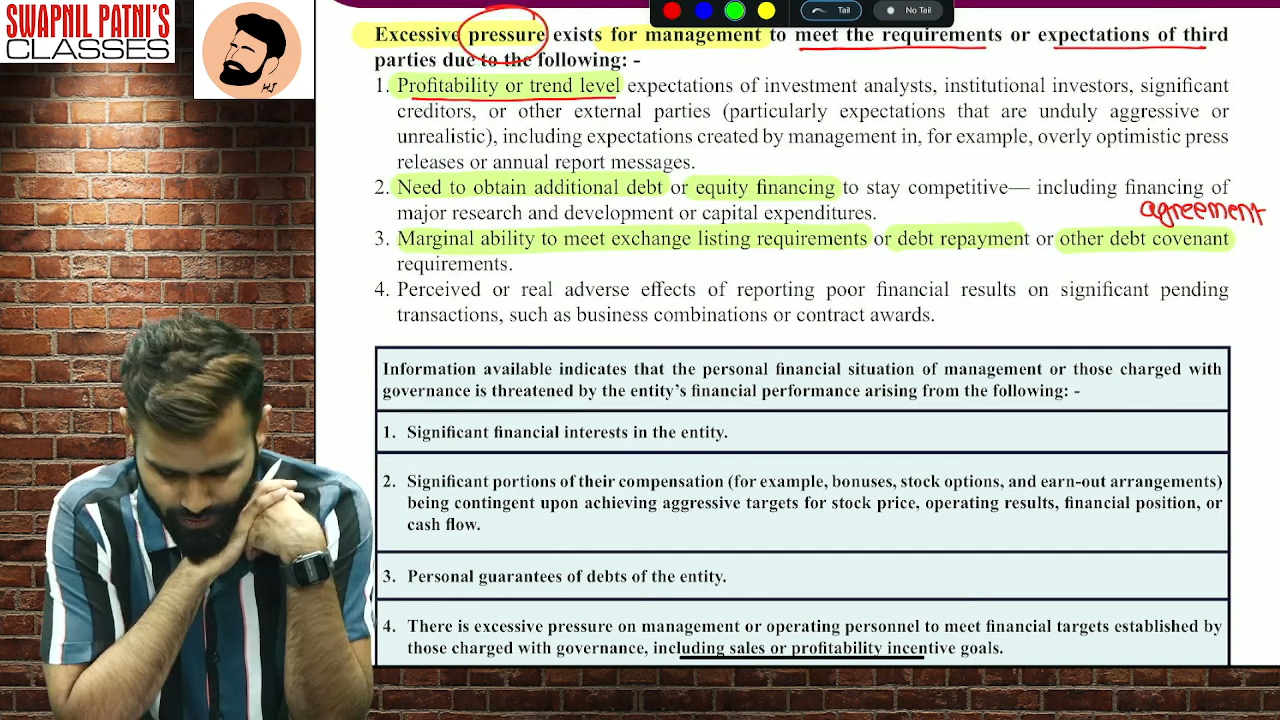 SWAPNIL PATNI'S
CLASSES
KJ
Tail
No Tail
Excessive pressure exists for management to meet the requirements or expectations of third
parties due to the following: -
1. Profitability or trend level expectations of investment analysts, institutional investors, significant
creditors, or other external parties (particularly expectations that are unduly aggressive or
unrealistic), including expectations created by management in, for example, overly optimistic press
releases or annual report messages.
2. Need to obtain additional debt or equity financing to stay competitive— including financing of
major research and development or capital expenditures.
agreement
3. Marginal ability to meet exchange listing requirements or debt repayment or other debt covenant
requirements.
4. Perceived or real adverse effects of reporting poor financial results on significant pending
transactions, such as business combinations or contract awards.
Information available indicates that the personal financial situation of management or those charged with
governance is threatened by the entity's financial performance arising from the following: -
1. Significant financial interests in the entity.
2. Significant portions of their compensation (for example, bonuses, stock options, and earn-out arrangements)
being contingent upon achieving aggressive targets for stock price, operating results, financial position, or
cash flow.
3. Personal guarantees of debts of the entity.
4. There is excessive pressure on management or operating personnel to meet financial targets established by
those charged with governance, including sales or profitability incentive goals.